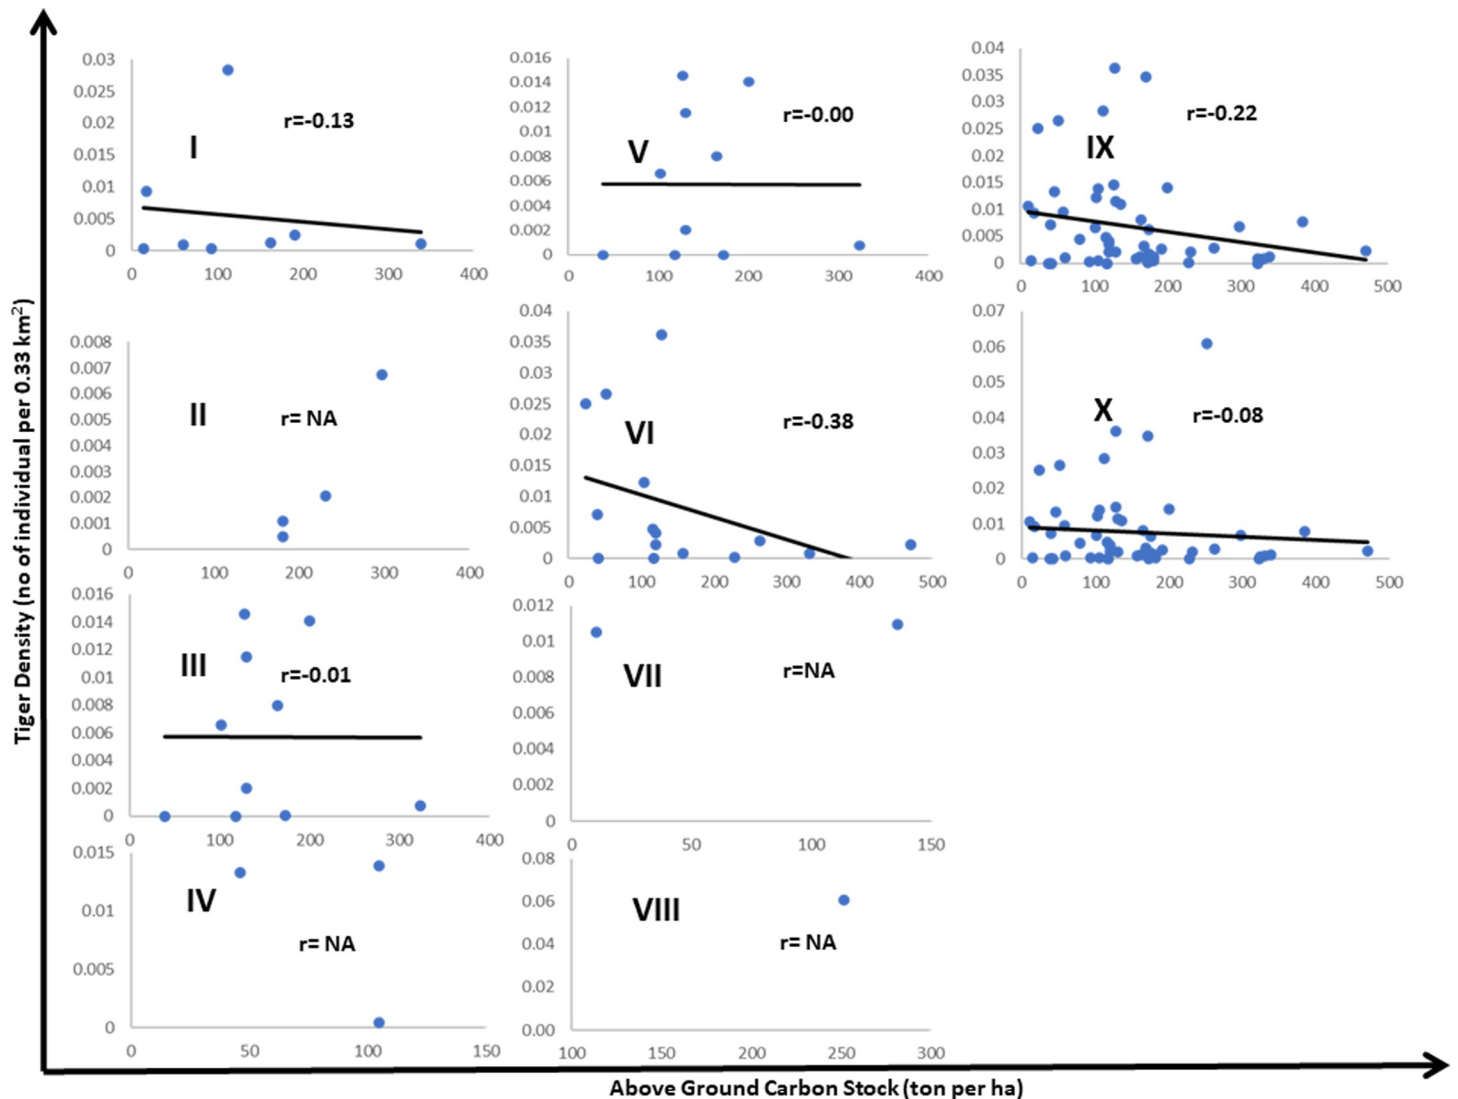 Tiger Density (no of individual per 0.33 km²)
0.03
0.025
0.02
0.015
0.01
0.005
0
I
r=-0.13
0 100 200 300 400
0.008
0.007
0.006
0.005
0.004
0.003
0.002
0.001
0
II
r= NA
0 100 200 300 400
0.016
0.014
0.012
0.01
0.008
0.006
0.004
0.002
0
III
r=-0.01
0 100 200 300 400
0.015
0.01
0.005
0
IV
r= NA
0 50 100 150
0.016
0.014
0.012
0.01
0.008
0.006
0.004
0.002
0
V
r=-0.00
0 100 200 300 400
0.04
0.035
0.03
0.025
0.02
0.015
0.01
0.005
0
VI
r=-0.38
0 100 200 300 400 500
0.012
0.01
0.008
0.006
0.004
0.002
0
VII
r=NA
0 50 100 150
0.08
0.06
0.04
0.02
0.00
VIII
r= NA
100 150 200 250 300
0.04
0.035
0.03
0.025
0.02
0.015
0.01
0.005
0
IX
r=-0.22
0 100 200 300 400 500
0.07
0.06
0.05
0.04
0.03
0.02
0.01
0
X
r=-0.08
0 100 200 300 400 500
Above Ground Carbon Stock (ton per ha)